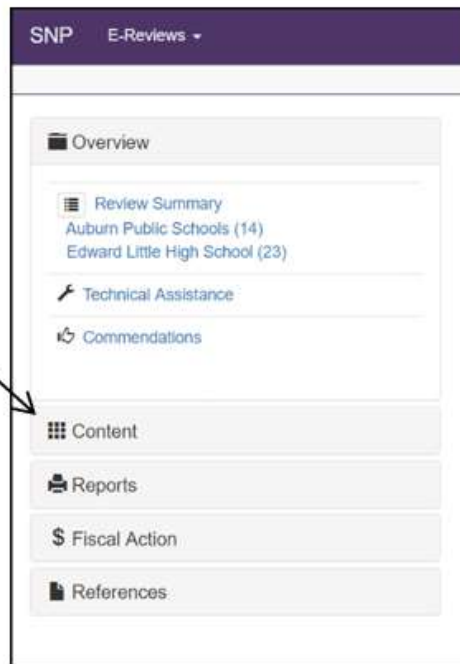 SNP E-Reviews
Overview
Review Summary
Auburn Public Schools (14)
Edward Little High School (23)
Technical Assistance
Commendations
Content
Reports
$ Fiscal Action
References